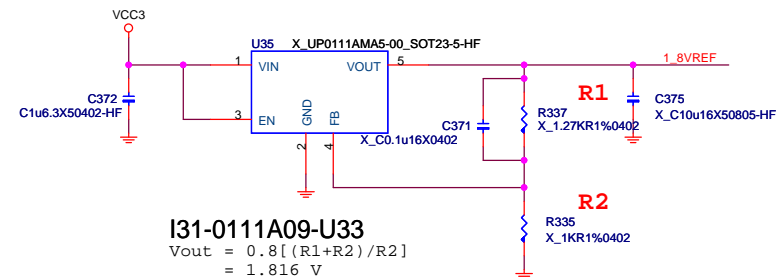 VCC3
U35 X_UP0111AMA5-00_SOT23-5-HF
1 VIN VOUT 5 1_8VREF
C372
C1u6.3X50402-HF
3 EN
GND
FB
2
4
C371
X_C0.1u16X0402
R1
R337
X_1.27KR1%0402
C375
X_C10u16X50805-HF
R2
R335
X_1KR1%0402
I31-0111A09-U33
Vout = 0.8[(R1+R2)/R2]
= 1.816 V